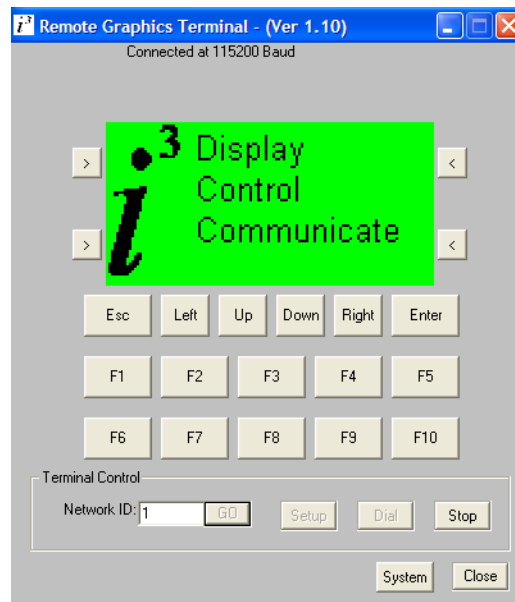 i³ Remote Graphics Terminal - (Ver 1.10)
Connected at 115200 Baud
i³ Display
Control
Communicate
> <
> <
Esc Left Up Down Right Enter
F1 F2 F3 F4 F5
F6 F7 F8 F9 F10
Terminal Control
Network ID: 1 GO Setup Dial Stop
System Close